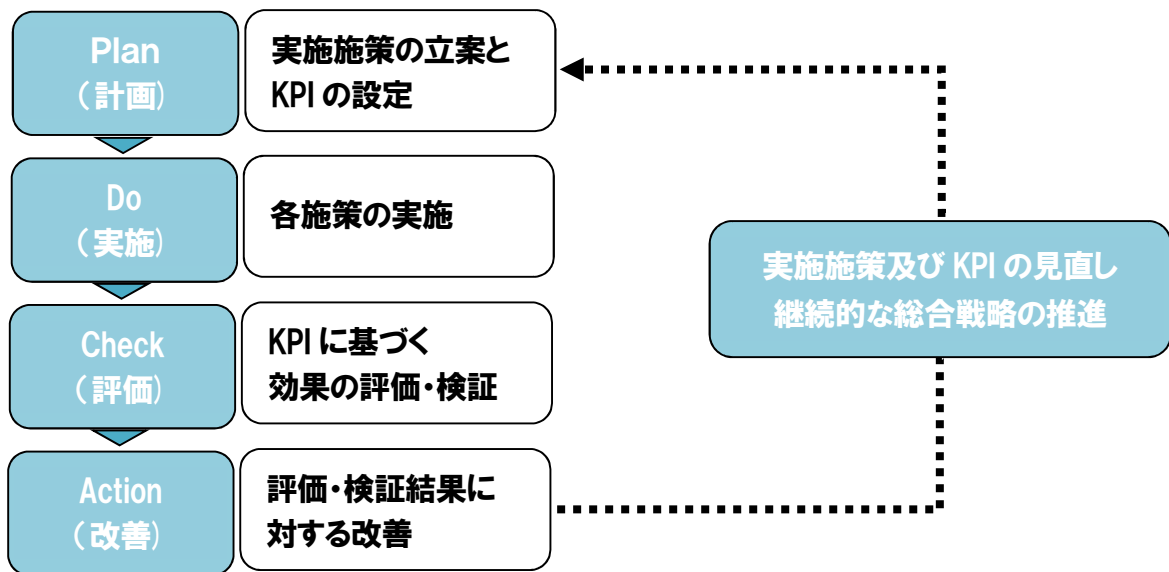 Plan
（計画）
実施施策の立案と
KPI の設定
Do
（実施）
各施策の実施
Check
（評価）
KPI に基づく
効果の評価・検証
Action
（改善）
評価・検証結果に
対する改善
実施施策及び KPI の見直し
継続的な総合戦略の推進